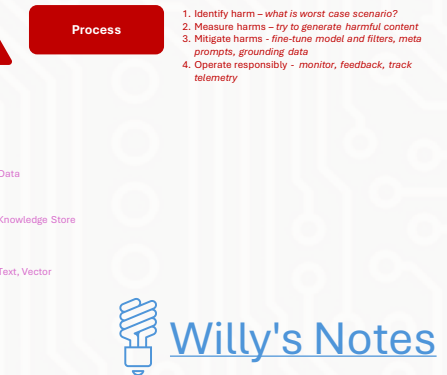 Process
1. Identify harm – what is worst case scenario?
2. Measure harms – try to generate harmful content
3. Mitigate harms - fine-tune model and filters, meta
prompts, grounding data
4. Operate responsibly - monitor, feedback, track
telemetry
Data
Knowledge Store
Text, Vector
Willy's Notes